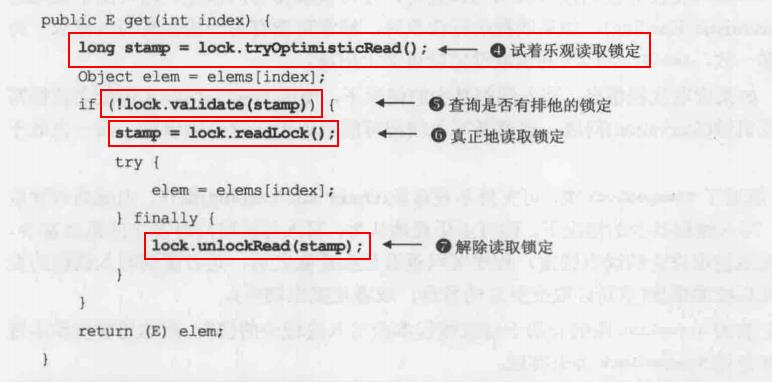 public E get(int index) {
long stamp = lock.tryOptimisticRead(); ❹ 试着乐观读取锁定
Object elem = elems[index];
if (!lock.validate(stamp)) { ❺ 查询是否有排他的锁定
stamp = lock.readLock(); ❻ 真正地读取锁定
try {
elem = elems[index];
} finally {
lock.unlockRead(stamp); ❼ 解除读取锁定
}
}
return (E) elem;
}